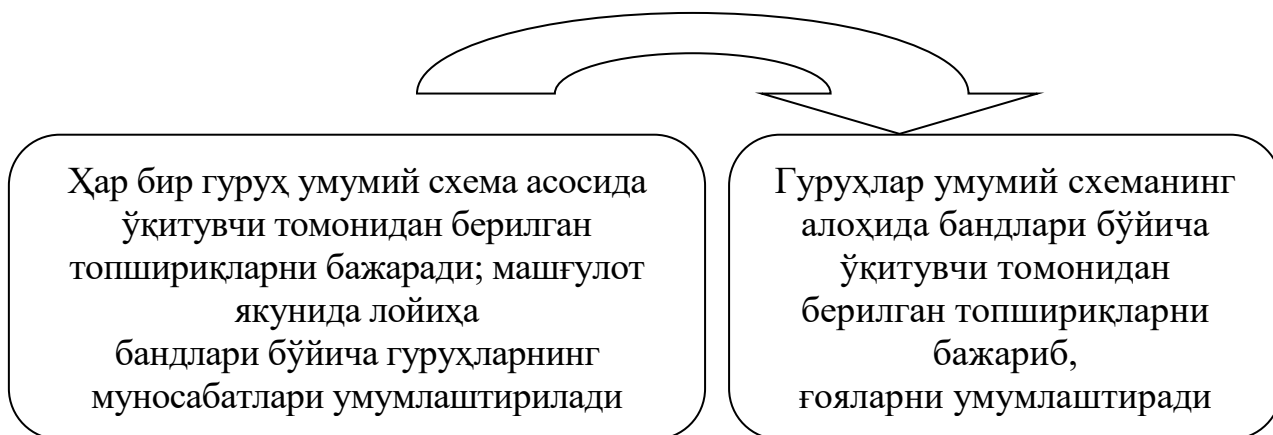 Ҳар бир гуруҳ умумий схема асосида
ўқитувчи томонидан берилган
топшириқларни бажаради; машғулот
якунида лойиҳа
бандлари бўйича гуруҳларнинг
муносабатлари умумлаштирилади
Гуруҳлар умумий схеманинг
алоҳида бандлари бўйича
ўқитувчи томонидан
берилган топшириқларни
бажариб,
ғояларни умумлаштиради